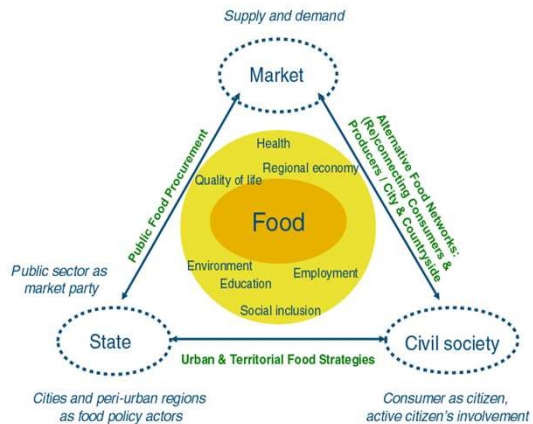 Supply and demand
Market
Public Food Procurement
Alternative Food Networks:
(Re)connecting Consumers &
Producers / City & Countryside
Health
Regional economy
Quality of life
Food
Environment
Employment
Education
Social inclusion
Public sector as
market party
State
Civil society
Urban & Territorial Food Strategies
Cities and peri-urban regions
as food policy actors
Consumer as citizen,
active citizen's involvement